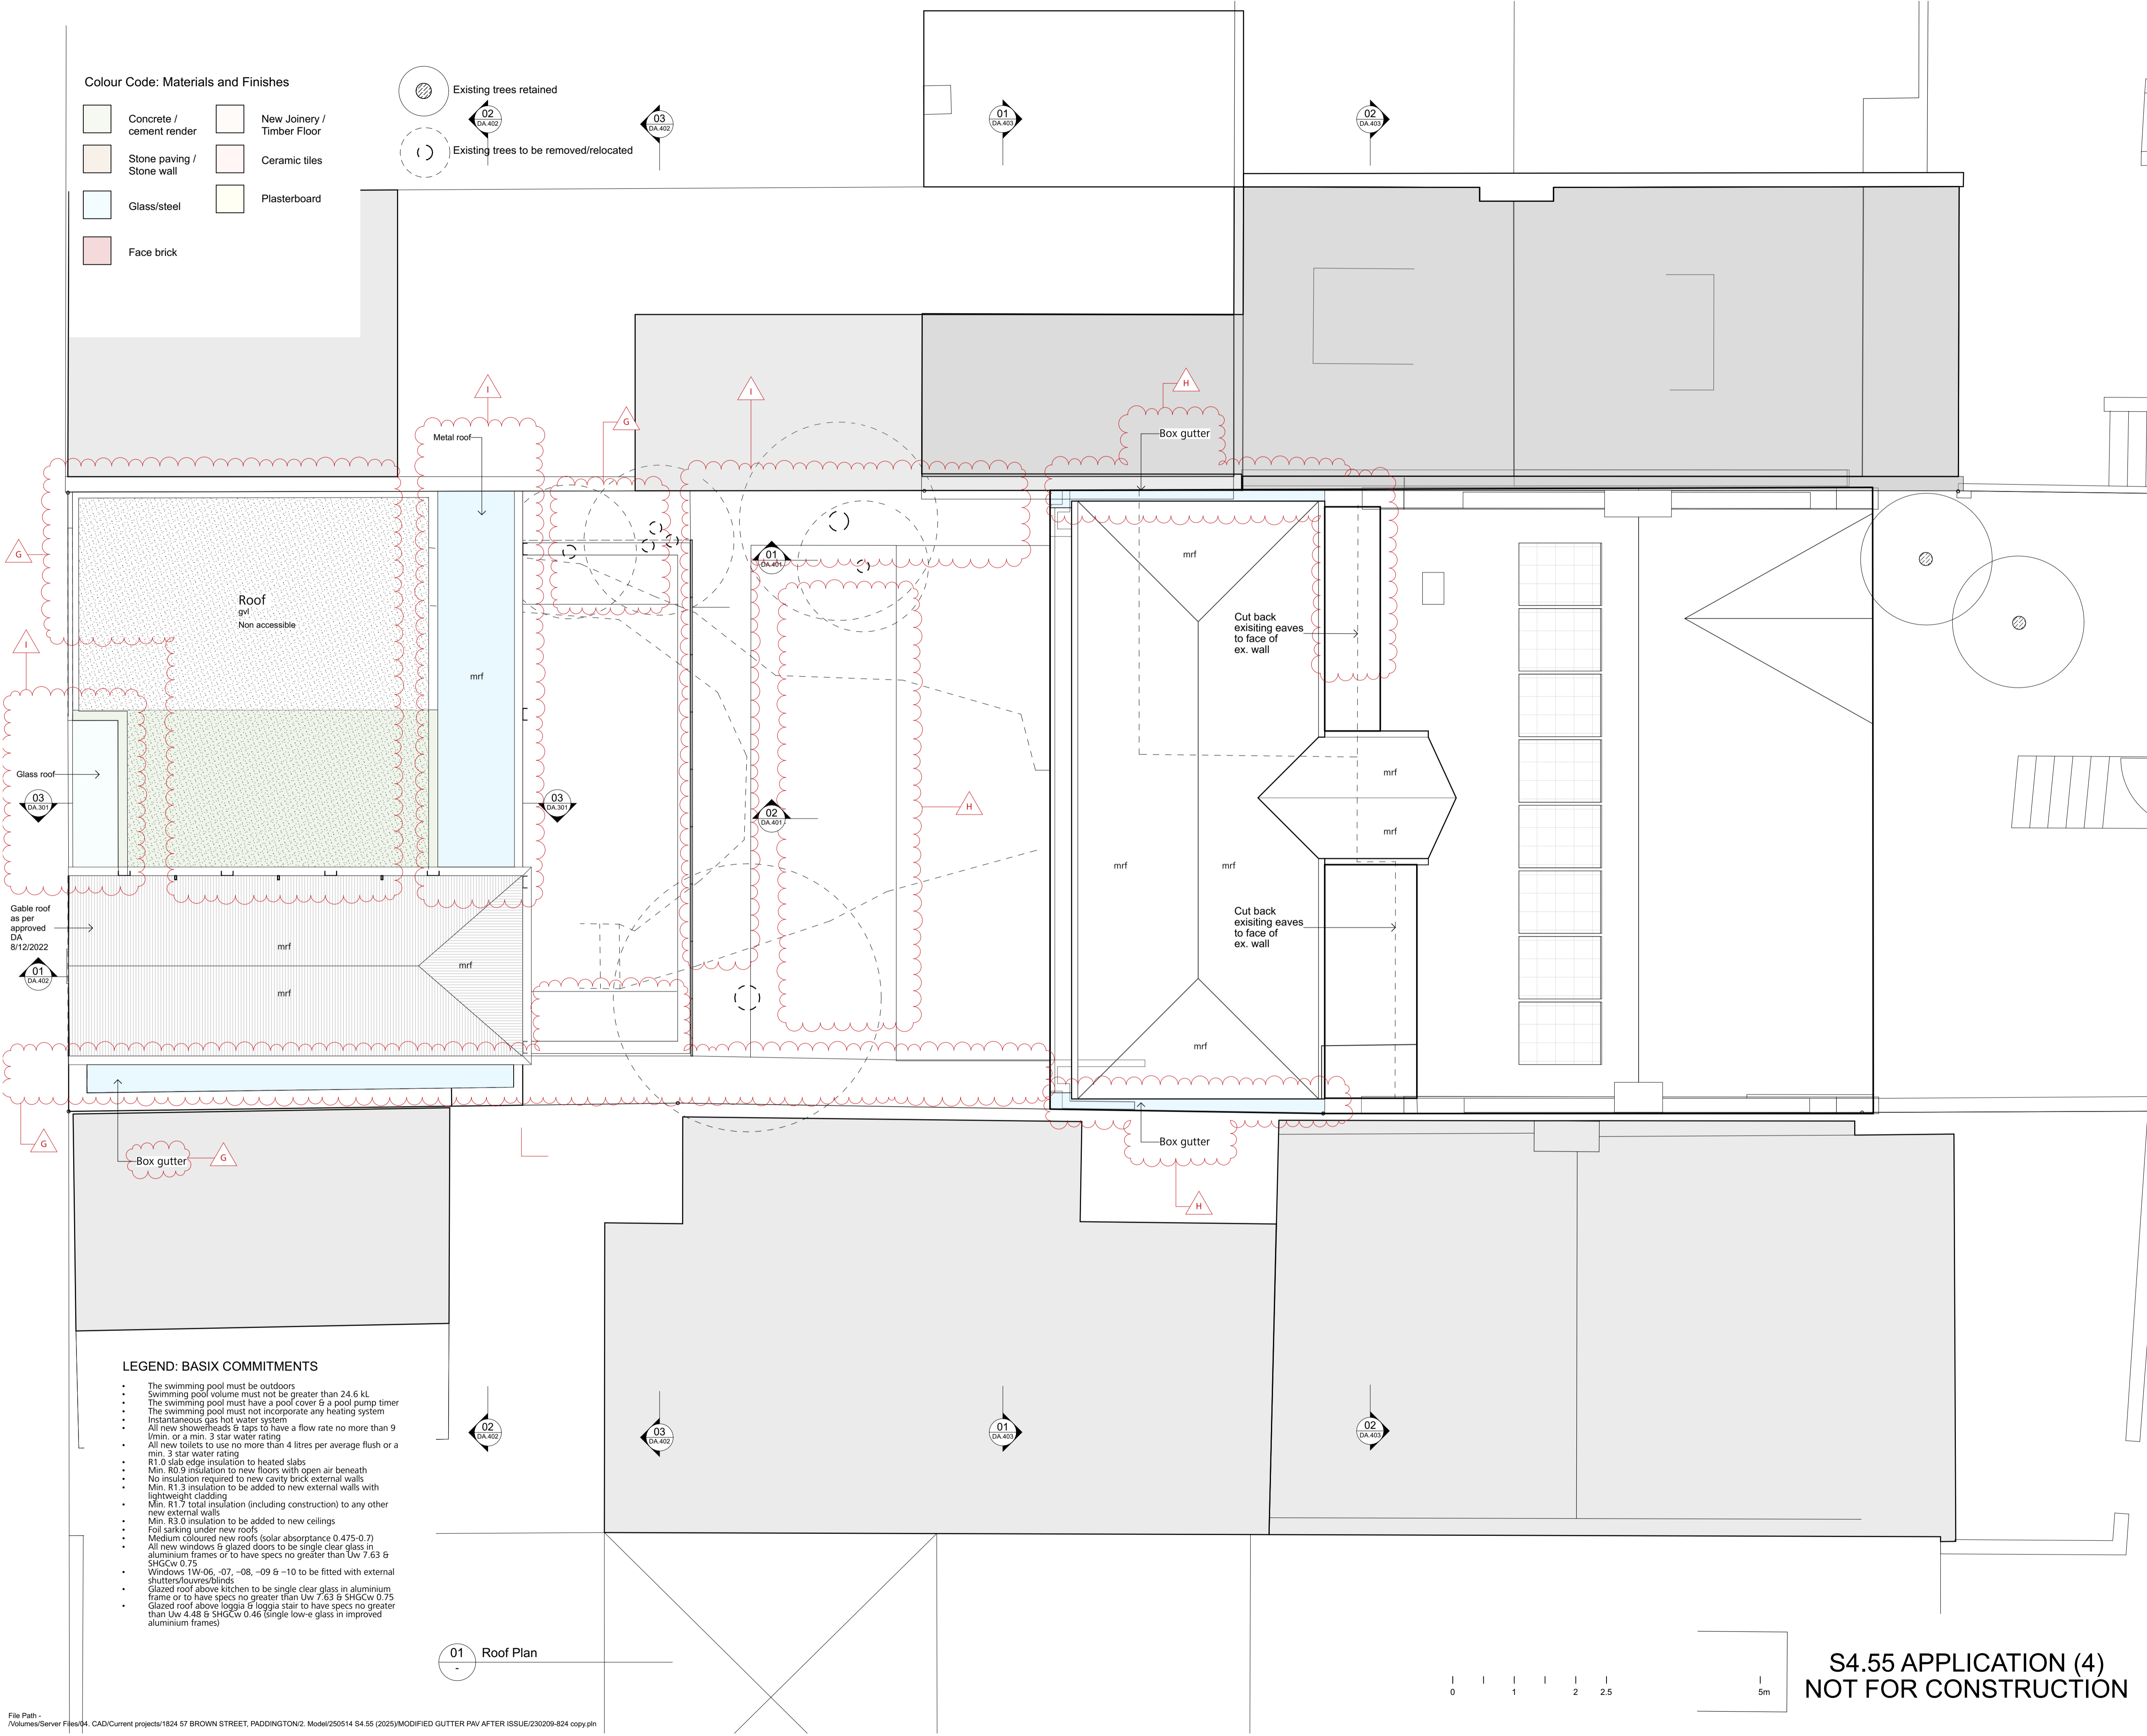 Colour Code: Materials and Finishes
Concrete /
cement render
New Joinery /
Timber Floor
Stone paving /
Stone wall
Ceramic tiles
Glass/steel
Plasterboard
Face brick
Existing trees retained
Existing trees to be removed/relocated
02
DA.402
03
DA.402
01
DA.403
02
DA.403
I
G
I
H
Metal roof
Box gutter
G
Roof
gvl
Non accessible
01
DA.401
mrf
Cut back
exisiting eaves
to face of
ex. wall
I
mrf
Glass roof
03
DA.301
03
DA.301
02
DA.401
H
mrf
mrf
mrf
mrf
Gable roof
as per
approved
DA
8/12/2022
01
DA.402
mrf
mrf
mrf
Cut back
exisiting eaves
to face of
ex. wall
mrf
G
Box gutter
G
Box gutter
H
LEGEND: BASIX COMMITMENTS
• The swimming pool must be outdoors
• Swimming pool volume must not be greater than 24.6 kL
• The swimming pool must have a pool cover & a pool pump timer
• The swimming pool must not incorporate any heating system
• Instantaneous gas hot water system
• All new showerheads & taps to have a flow rate no more than 9
l/min. or a min. 3 star water rating
• All new toilets to use no more than 4 litres per average flush or a
min. 3 star water rating
• R1.0 slab edge insulation to heated slabs
• Min. R0.9 insulation to new floors with open air beneath
• No insulation required to new cavity brick external walls
• Min. R1.3 insulation to be added to new external walls with
lightweight cladding
• Min. R1.7 total insulation (including construction) to any other
new external walls
• Min. R3.0 insulation to be added to new ceilings
• Foil sarking under new roofs
• Medium coloured new roofs (solar absorptance 0.475-0.7)
• All new windows & glazed doors to be single clear glass in
aluminium frames or to have specs no greater than Uw 7.63 &
SHGCw 0.75
• Windows 1W-06, -07, –08, –09 & –10 to be fitted with external
shutters/louvres/blinds
• Glazed roof above kitchen to be single clear glass in aluminium
frame or to have specs no greater than Uw 7.63 & SHGCw 0.75
• Glazed roof above loggia & loggia stair to have specs no greater
than Uw 4.48 & SHGCw 0.46 (single low-e glass in improved
aluminium frames)
02
DA.402
03
DA.402
01
DA.403
02
DA.403
01
-
Roof Plan
0 1 2 2.5 5m
S4.55 APPLICATION (4)
NOT FOR CONSTRUCTION
File Path -
/Volumes/Server Files/04. CAD/Current projects/1824 57 BROWN STREET, PADDINGTON/2. Model/250514 S4.55 (2025)/MODIFIED GUTTER PAV AFTER ISSUE/230209-824 copy.pln